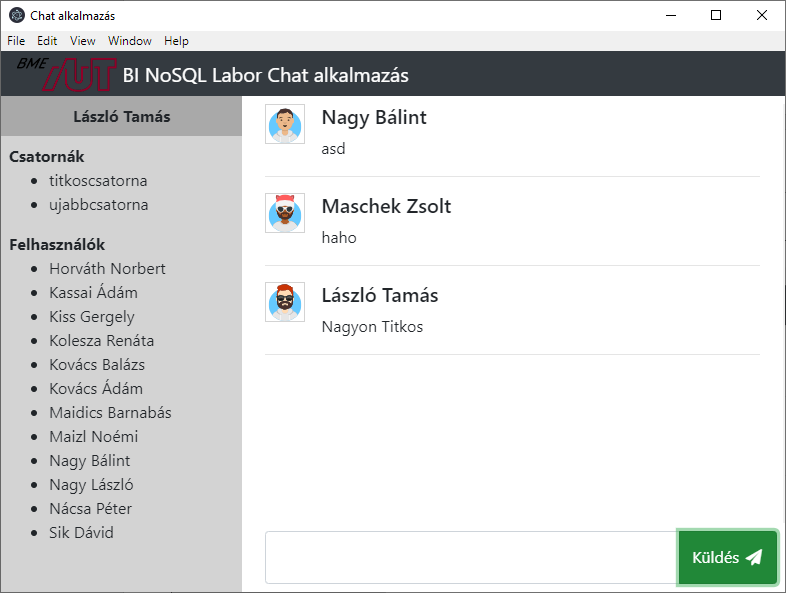 Chat alkalmazás
File Edit View Window Help
BME AUT BI NoSQL Labor Chat alkalmazás
László Tamás
Csatornák
titkoscsatorna
ujabbcsatorna
Felhasználók
Horváth Norbert
Kassai Ádám
Kiss Gergely
Kolesza Renáta
Kovács Balázs
Kovács Ádám
Maidics Barnabás
Maizl Noémi
Nagy Bálint
Nagy László
Nácsa Péter
Sik Dávid
Nagy Bálint
asd
Maschek Zsolt
haho
László Tamás
Nagyon Titkos
Küldés